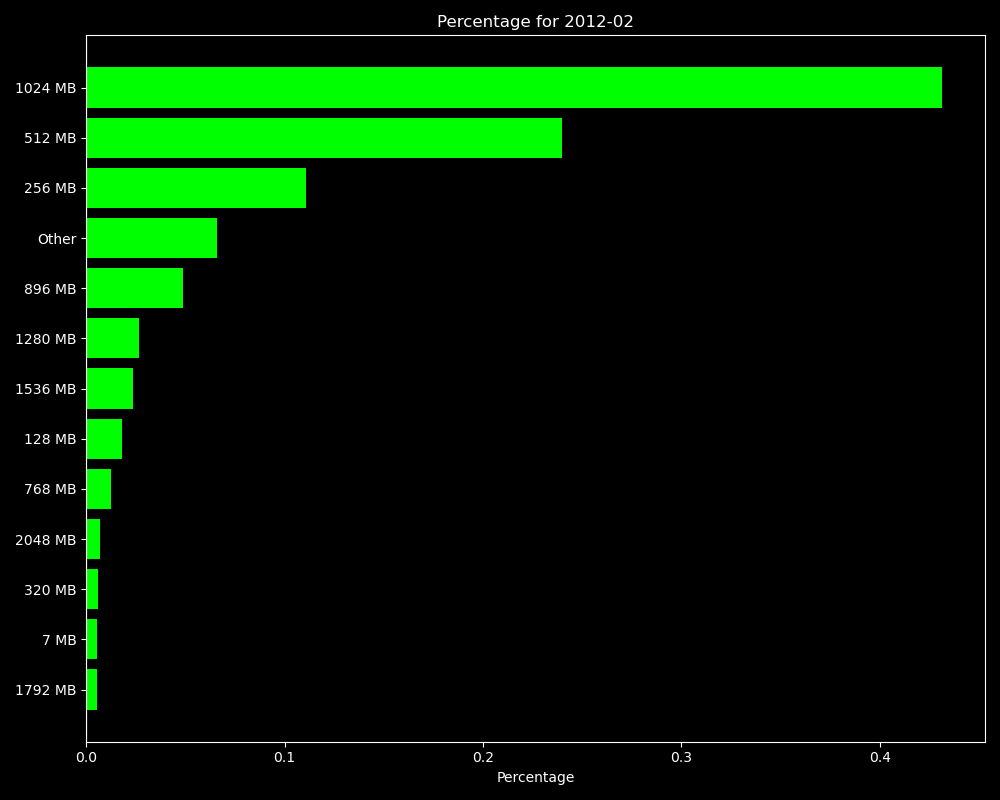 Percentage for 2012-02
1024 MB
512 MB
256 MB
Other
896 MB
1280 MB
1536 MB
128 MB
768 MB
2048 MB
320 MB
7 MB
1792 MB
0.0 0.1 0.2 0.3 0.4
Percentage